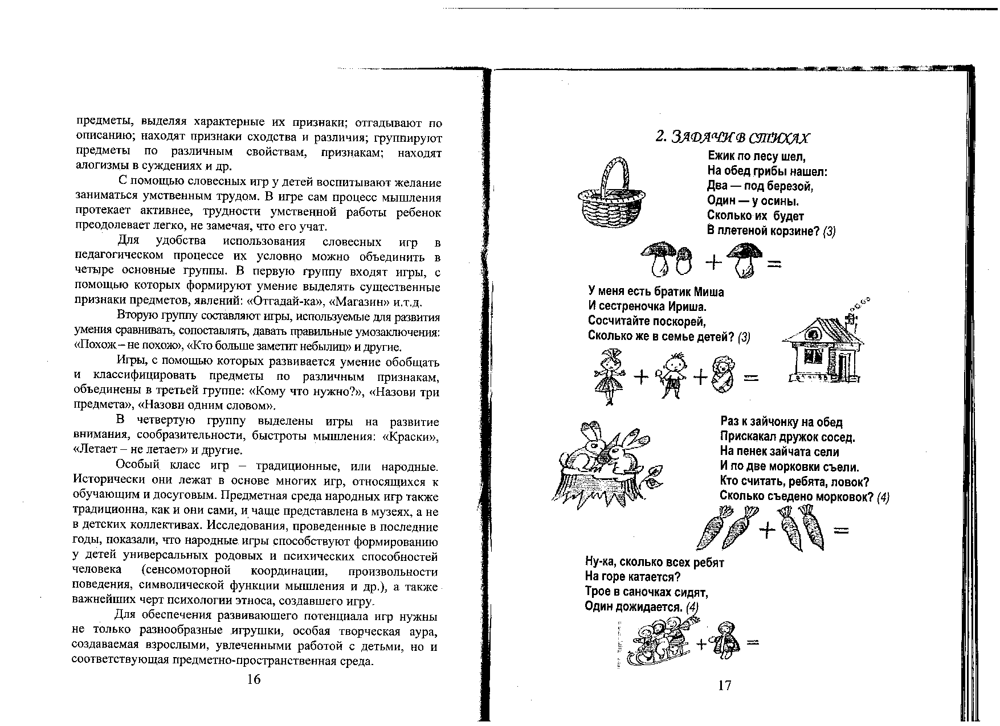 предметы, выделяя характерные их признаки; отгадывают по
описанию; находят признаки сходства и различия; группируют
предметы по различным свойствам, признакам; находят
алогизмы в суждениях и др.
С помощью словесных игр у детей воспитывают желание
заниматься умственным трудом. В игре сам процесс мышления
протекает активнее, трудности умственной работы ребенок
преодолевает легко, не замечая, что его учат.
Для удобства использования словесных игр в
педагогическом процессе их условно можно объединить в
четыре основные группы. В первую группу входят игры, с
помощью которых формируют умение выделять существенные
признаки предметов, явлений: «Отгадай-ка», «Магазин» и.т.д.
Вторую группу составляют игры, используемые для развития
умения сравнивать, сопоставлять, давать правильные умозаключения:
«Похож – не похож», «Кто больше заметит небылиц» и другие.
Игры, с помощью которых развивается умение обобщать
и классифицировать предметы по различным признакам,
объединены в третьей группе: «Кому что нужно?», «Назови три
предмета», «Назови одним словом».
В четвертую группу выделены игры на развитие
внимания, сообразительности, быстроты мышления: «Краски»,
«Летает – не летает» и другие.
Особый класс игр – традиционные, или народные.
Исторически они лежат в основе многих игр, относящихся к
обучающим и досуговым. Предметная среда народных игр также
традиционна, как и они сами, и чаще представлена в музеях, а не
в детских коллективах. Исследования, проведенные в последние
годы, показали, что народные игры способствуют формированию
у детей универсальных родовых и психических способностей
человека (сенсомоторной координации, произвольности
поведения, символической функции мышления и др.), а также
важнейших черт психологии этноса, создавшего игру.
Для обеспечения развивающего потенциала игр нужны
не только разнообразные игрушки, особая творческая аура,
создаваемая взрослыми, увлеченными работой с детьми, но и
соответствующая предметно-пространственная среда.
16
2. ЗАДАЧИ В СТИХАХ
Ежик по лесу шел,
На обед грибы нашел:
Два — под березой,
Один — у осины.
Сколько их будет
В плетеной корзине? (3)
+ =
У меня есть братик Миша
И сестреночка Ириша.
Сосчитайте поскорей,
Сколько же в семье детей? (3)
+ + =
Раз к зайчонку на обед
Прискакал дружок сосед.
На пенек зайчата сели
И по две морковки съели.
Кто считать, ребята, ловок?
Сколько съедено морковок? (4)
+ =
Ну-ка, сколько всех ребят
На горе катается?
Трое в саночках сидят,
Один дожидается. (4)
+ =
17